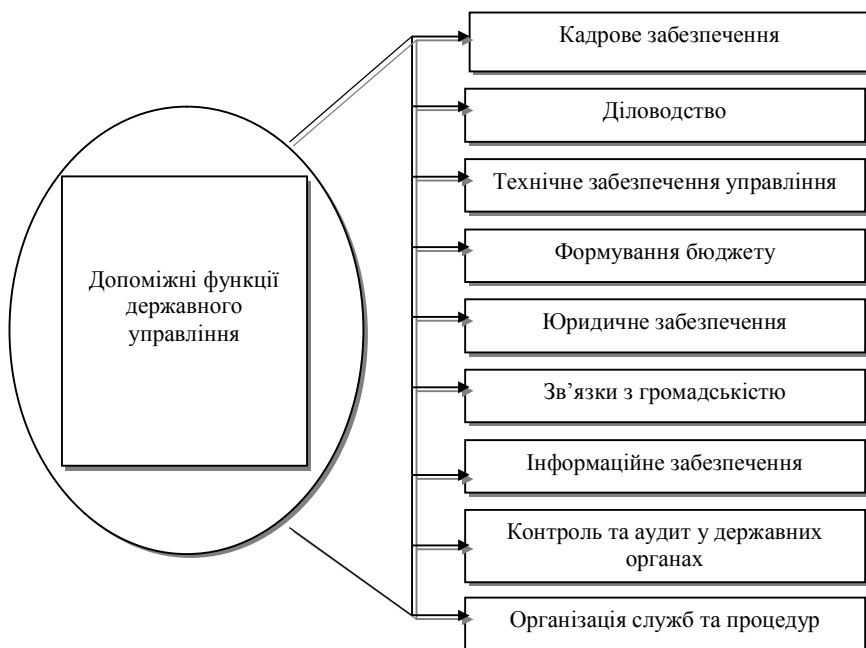 Допоміжні функції
державного
управління
Кадрове забезпечення
Діловодство
Технічне забезпечення управління
Формування бюджету
Юридичне забезпечення
Зв’язки з громадськістю
Інформаційне забезпечення
Контроль та аудит у державних
органах
Організація служб та процедур